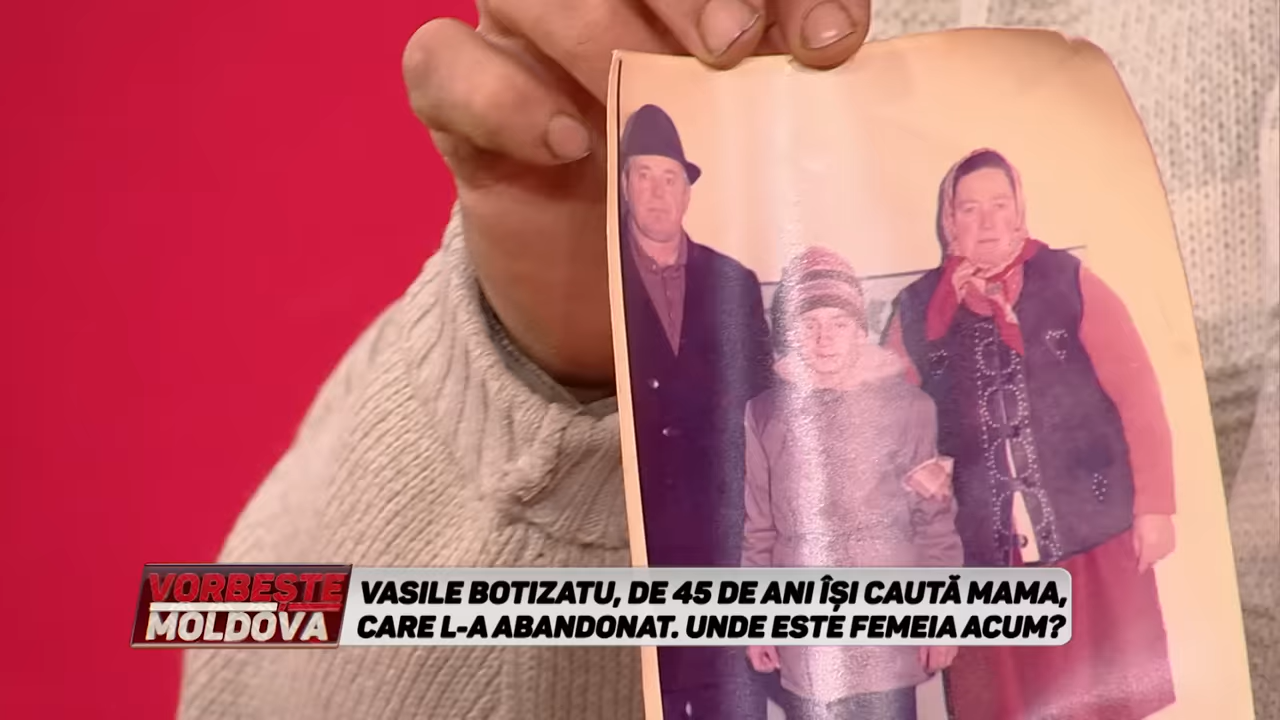 VORBEȘTE
MOLDOVA
VASILE BOTIZATU, DE 45 DE ANI ÎȘI CAUTĂ MAMA,
CARE L-A ABANDONAT. UNDE ESTE FEMEIA ACUM?